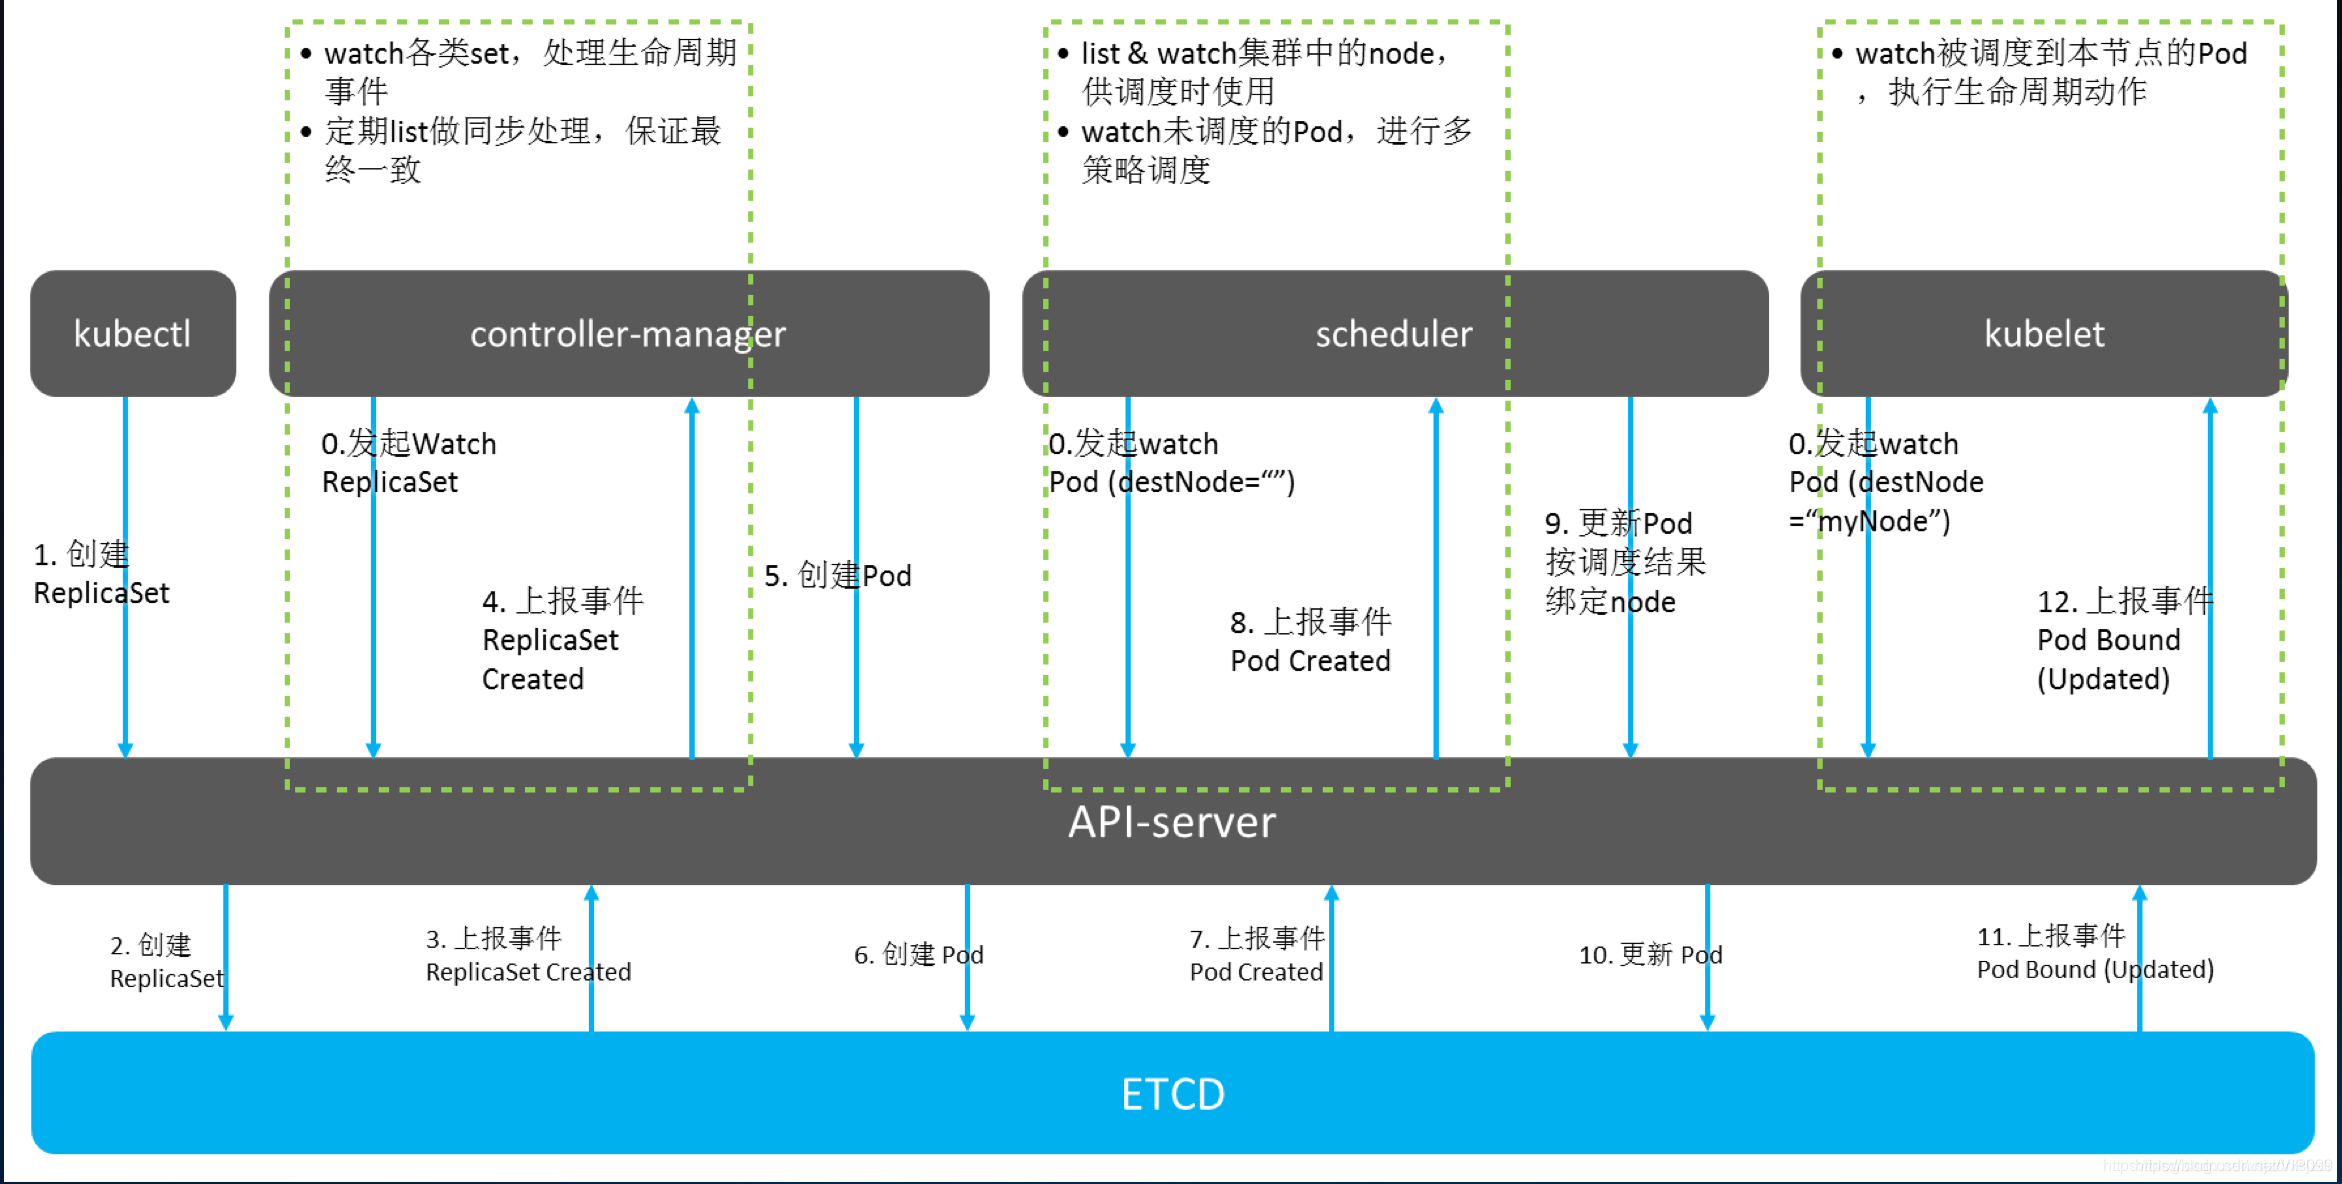 • watch各类set，处理生命周期
事件
• 定期list做同步处理，保证最
终一致
• list & watch集群中的node，
供调度时使用
• watch未调度的Pod，进行多
策略调度
• watch被调度到本节点的Pod
，执行生命周期动作
kubectl
controller-manager
scheduler
kubelet
1. 创建
ReplicaSet
0.发起Watch
ReplicaSet
4. 上报事件
ReplicaSet
Created
5. 创建Pod
0.发起watch
Pod (destNode=“”)
8. 上报事件
Pod Created
9. 更新Pod
按调度结果
绑定node
0.发起watch
Pod (destNode
=“myNode”)
12. 上报事件
Pod Bound
(Updated)
API-server
2. 创建
ReplicaSet
3. 上报事件
ReplicaSet Created
6. 创建 Pod
7. 上报事件
Pod Created
10. 更新 Pod
11. 上报事件
Pod Bound (Updated)
ETCD